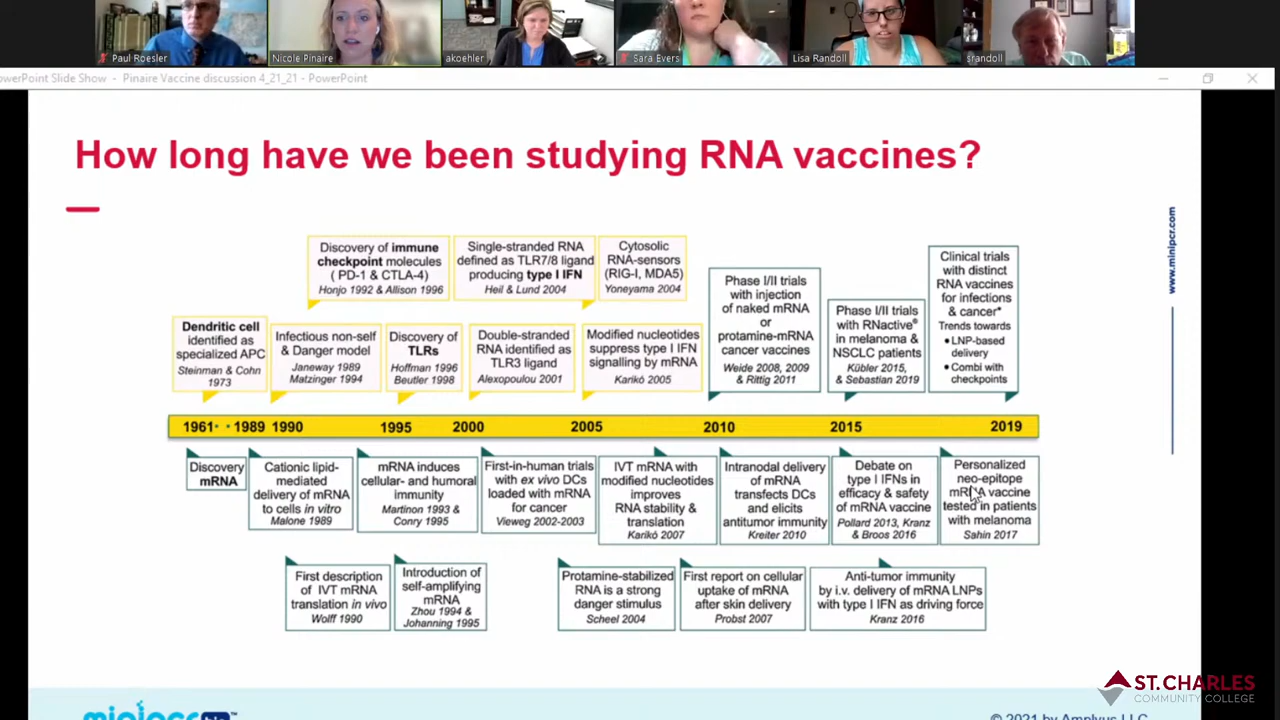 Paul Roesler
Nicole Pinaire
akoehler
Sara Evers
Lisa Randoll
srandoll
owerPoint Slide Show - Pinaire Vaccine discussion 4_21_21 - PowerPoint
How long have we been studying RNA vaccines?
www.minipcr.com
Discovery of immune
checkpoint molecules
( PD-1 & CTLA-4)
Honjo 1992 & Allison 1996
Single-stranded RNA
defined as TLR7/8 ligand
producing type I IFN
Heil & Lund 2004
Cytosolic
RNA-sensors
(RIG-I, MDA5)
Yoneyama 2004
Phase I/II trials
with injection
of naked mRNA
or
protamine-mRNA
cancer vaccines
Weide 2008, 2009
& Rittig 2011
Phase I/II trials
with RNactive®
in melanoma &
NSCLC patients
Kübler 2015,
& Sebastian 2019
Clinical trials
with distinct
RNA vaccines
for infections
& cancer*
Trends towards
• LNP-based
delivery
• Combi with
checkpoints
Dendritic cell
identified as
specialized APC
Steinman & Cohn
1973
Infectious non-self
& Danger model
Janeway 1989
Matzinger 1994
Discovery of
TLRs
Hoffman 1996
Beutler 1998
Double-stranded
RNA identified as
TLR3 ligand
Alexopoulou 2001
Modified nucleotides
suppress type I IFN
signalling by mRNA
Karikó 2005
1961 · · 1989 1990 1995 2000 2005 2010 2015 2019
Discovery
mRNA
Cationic lipid-
mediated
delivery of mRNA
to cells in vitro
Malone 1989
mRNA induces
cellular- and humoral
immunity
Martinon 1993 &
Conry 1995
First-in-human trials
with ex vivo DCs
loaded with mRNA
for cancer
Vieweg 2002-2003
IVT mRNA with
modified nucleotides
improves
RNA stability &
translation
Karikó 2007
Intranodal delivery
of mRNA
transfects DCs
and elicits
antitumor immunity
Kreiter 2010
Debate on
type I IFNs in
efficacy & safety
of mRNA vaccine
Pollard 2013, Kranz
& Broos 2016
Personalized
neo-epitope
mRNA vaccine
tested in patients
with melanoma
Sahin 2017
First description
of IVT mRNA
translation in vivo
Wolff 1990
Introduction of
self-amplifying
mRNA
Zhou 1994 &
Johanning 1995
Protamine-stabilized
RNA is a strong
danger stimulus
Scheel 2004
First report on cellular
uptake of mRNA
after skin delivery
Probst 2007
Anti-tumor immunity
by i.v. delivery of mRNA LNPs
with type I IFN as driving force
Kranz 2016
ST. CHARLES
COMMUNITY COLLEGE
minipcr bio™
© 2021 by Amplyus LLC